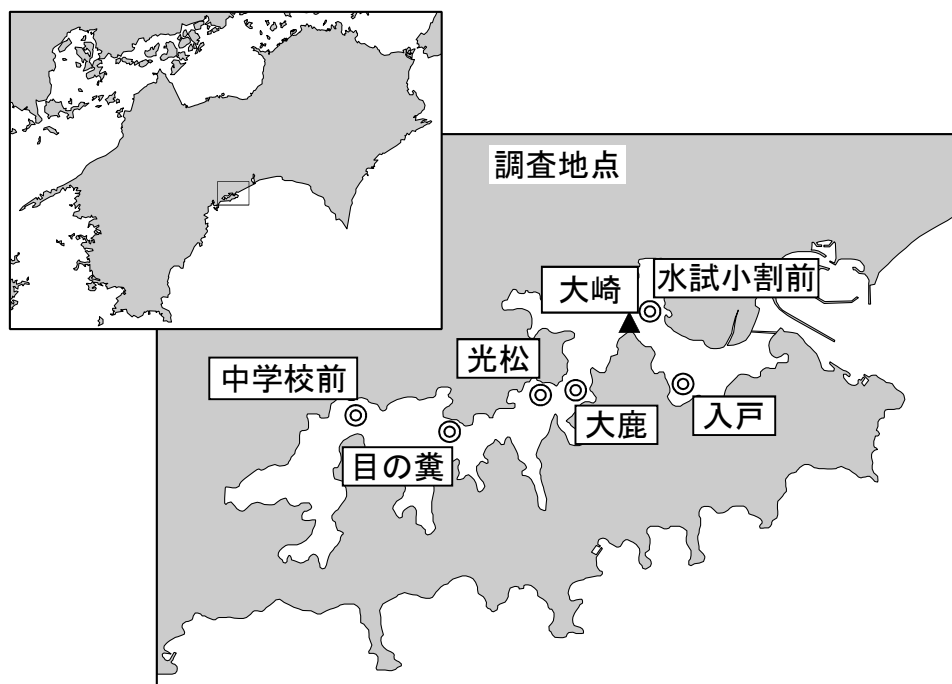 調査地点
大崎
水試小割前
光松
中学校前
大鹿
入戸
目の糞